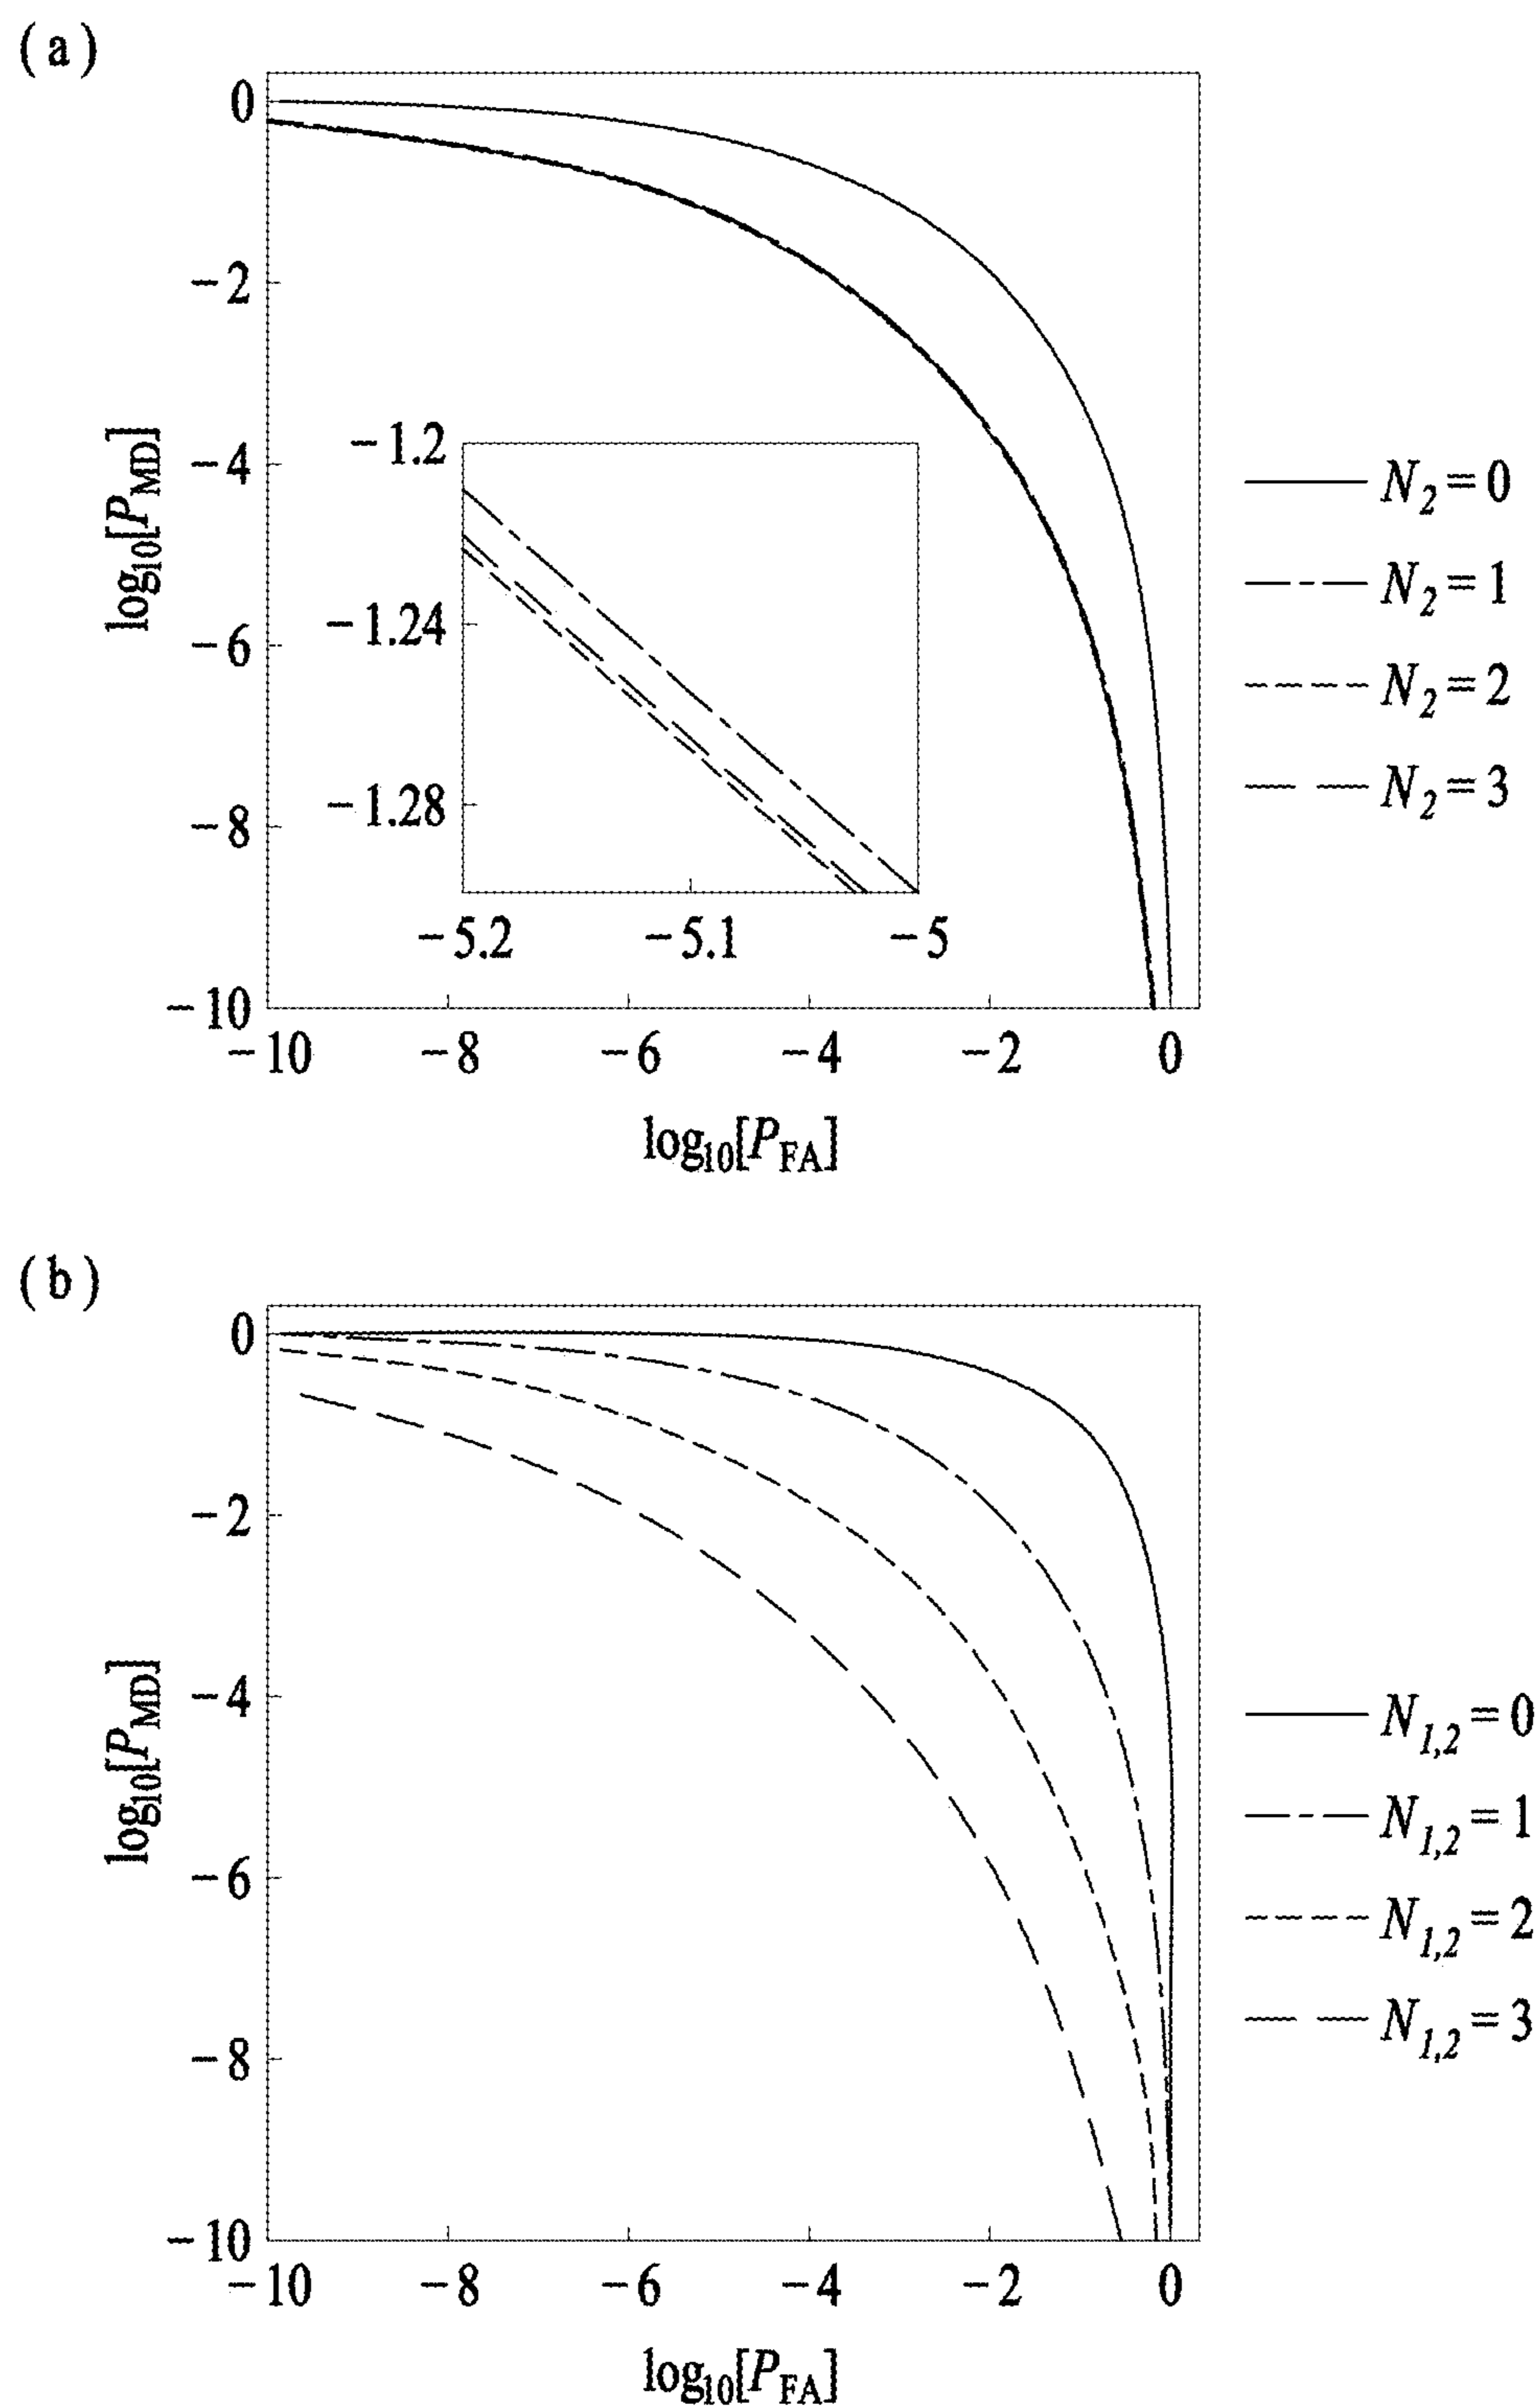 (a)
0
−2
−4
−6
−8
−10
log10[PMD]
−1.2
−1.24
−1.28
−5.2 −5.1 −5
−10 −8 −6 −4 −2 0
log10[PFA]
N2=0
N2=1
N2=2
N2=3
(b)
0
−2
−4
−6
−8
−10
log10[PMD]
−10 −8 −6 −4 −2 0
log10[PFA]
N1,2=0
N1,2=1
N1,2=2
N1,2=3